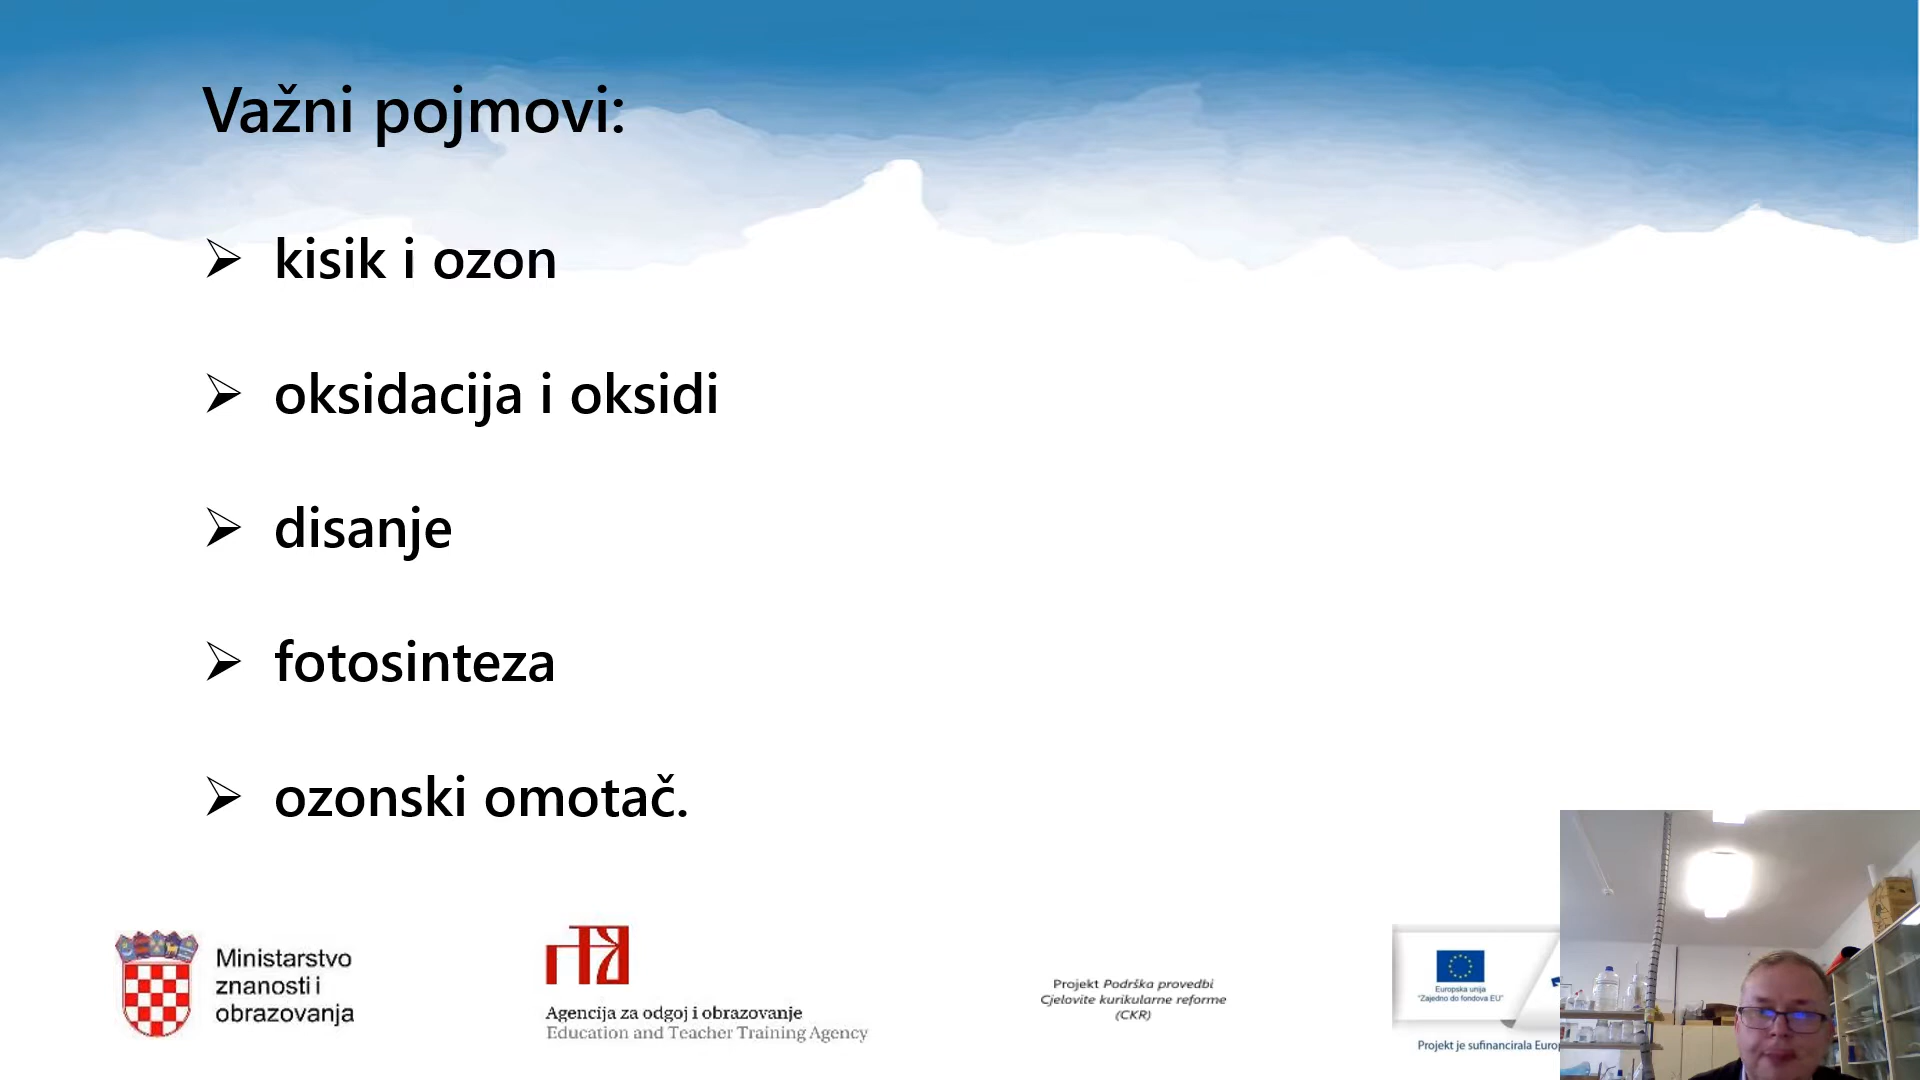 Važni pojmovi:
kisik i ozon
oksidacija i oksidi
disanje
fotosinteza
ozonski omotač.
Ministarstvo
znanosti i
obrazovanja
Agencija za odgoj i obrazovanje
Education and Teacher Training Agency
Projekt Podrška provedbi
Cjelovite kurikularne reforme
(CKR)
Europska unija
"Zajedno do fondova EU"
Projekt je sufinancirala